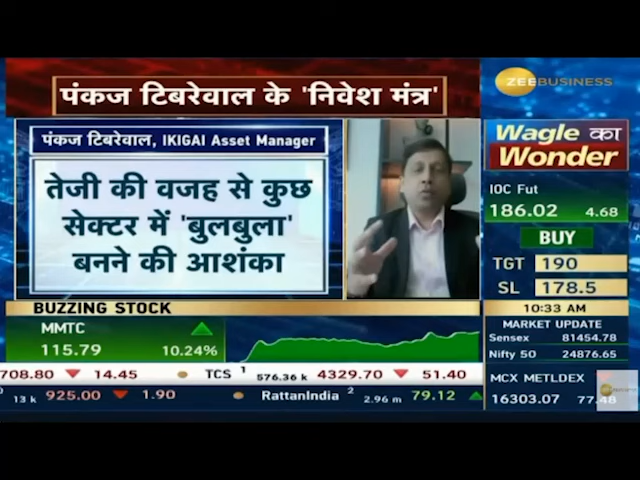 पंकज टिबरेवाल के 'निवेश मंत्र'
ZEEBUSINESS
पंकज टिबरेवाल, IKIGAI Asset Manager
तेजी की वजह से कुछ
सेक्टर में 'बुलबुला'
बनने की आशंका
Wagle का
Wonder
IOC Fut
186.02 4.68
BUY
TGT 190
SL 178.5
10:33 AM
BUZZING STOCK
MMTC
115.79 10.24%
MARKET UPDATE
Sensex 81454.78
Nifty 50 24876.65
MCX METLDEX
16303.07 77.48
708.80 14.45 TCS 1 576.36 k 4329.70 51.40
13 k 925.00 1.90 RattanIndia 2 2.96 m 79.12